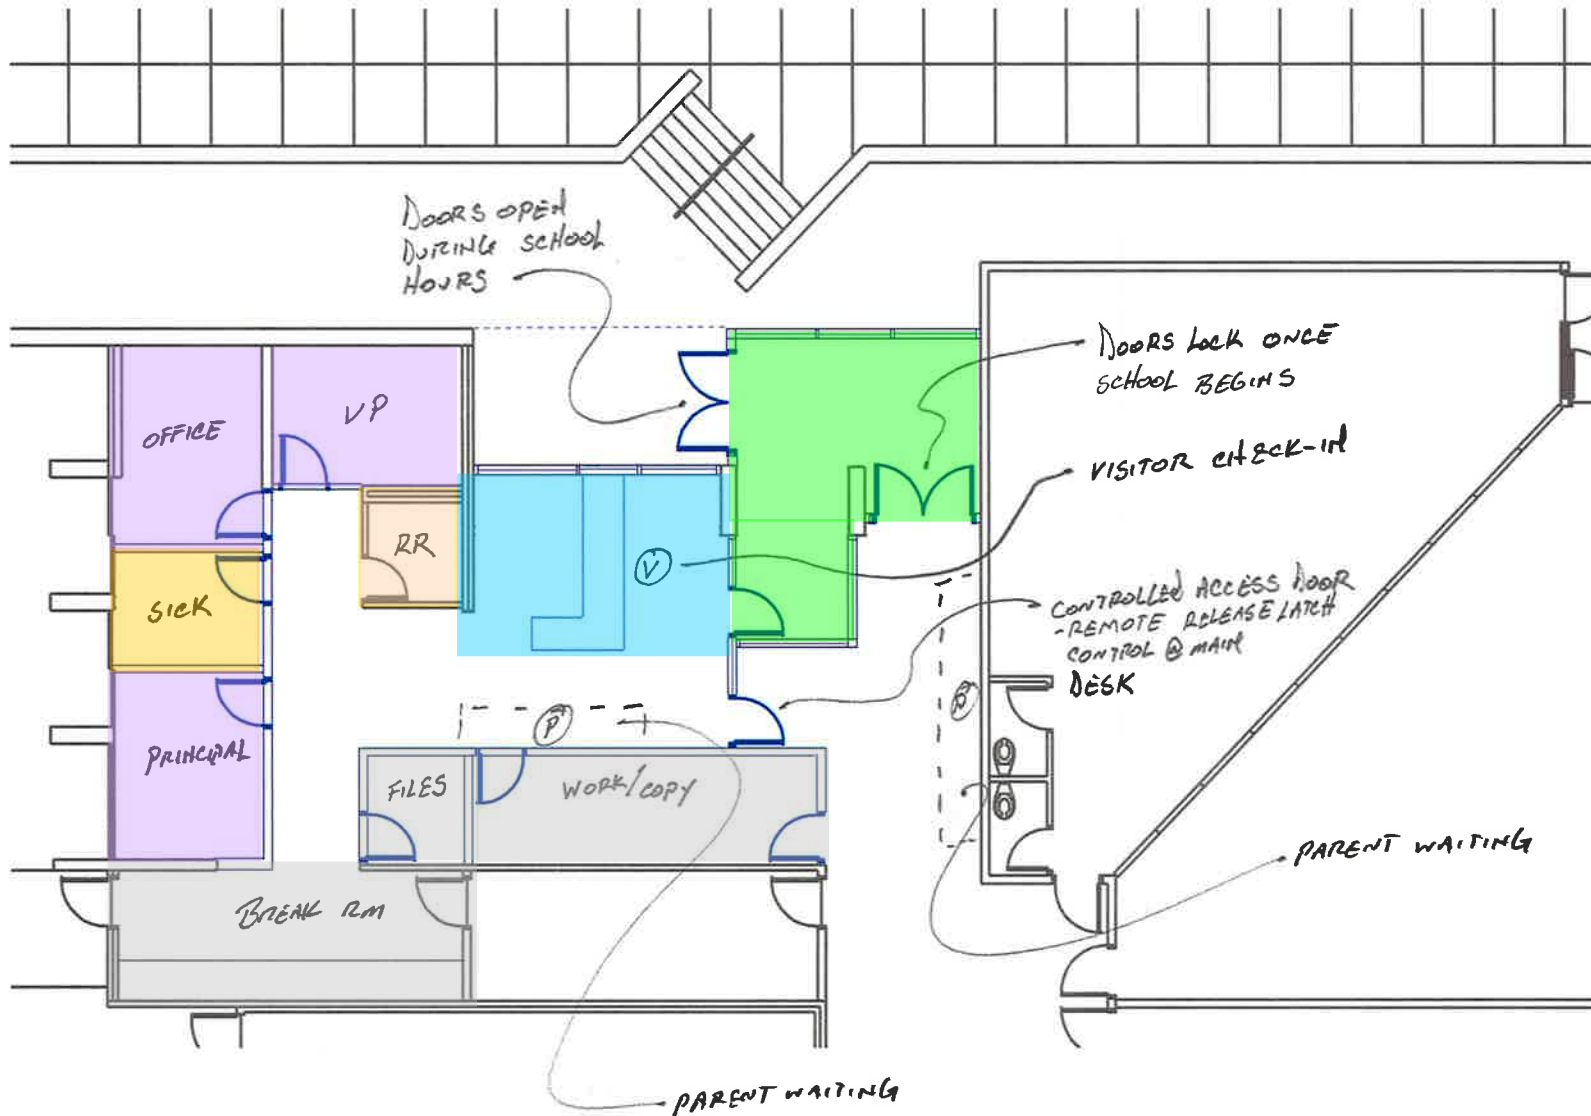 DOORS OPEN
DURING SCHOOL
HOURS
DOORS LOCK ONCE
SCHOOL BEGINS
VISITOR CHECK-IN
OFFICE
VP
RR
V
SICK
CONTROLLED ACCESS DOOR
-REMOTE RELEASE LATCH
CONTROL @ MAIN
DESK
P
P
PRINCIPAL
FILES
WORK/COPY
PARENT WAITING
BREAK RM
PARENT WAITING